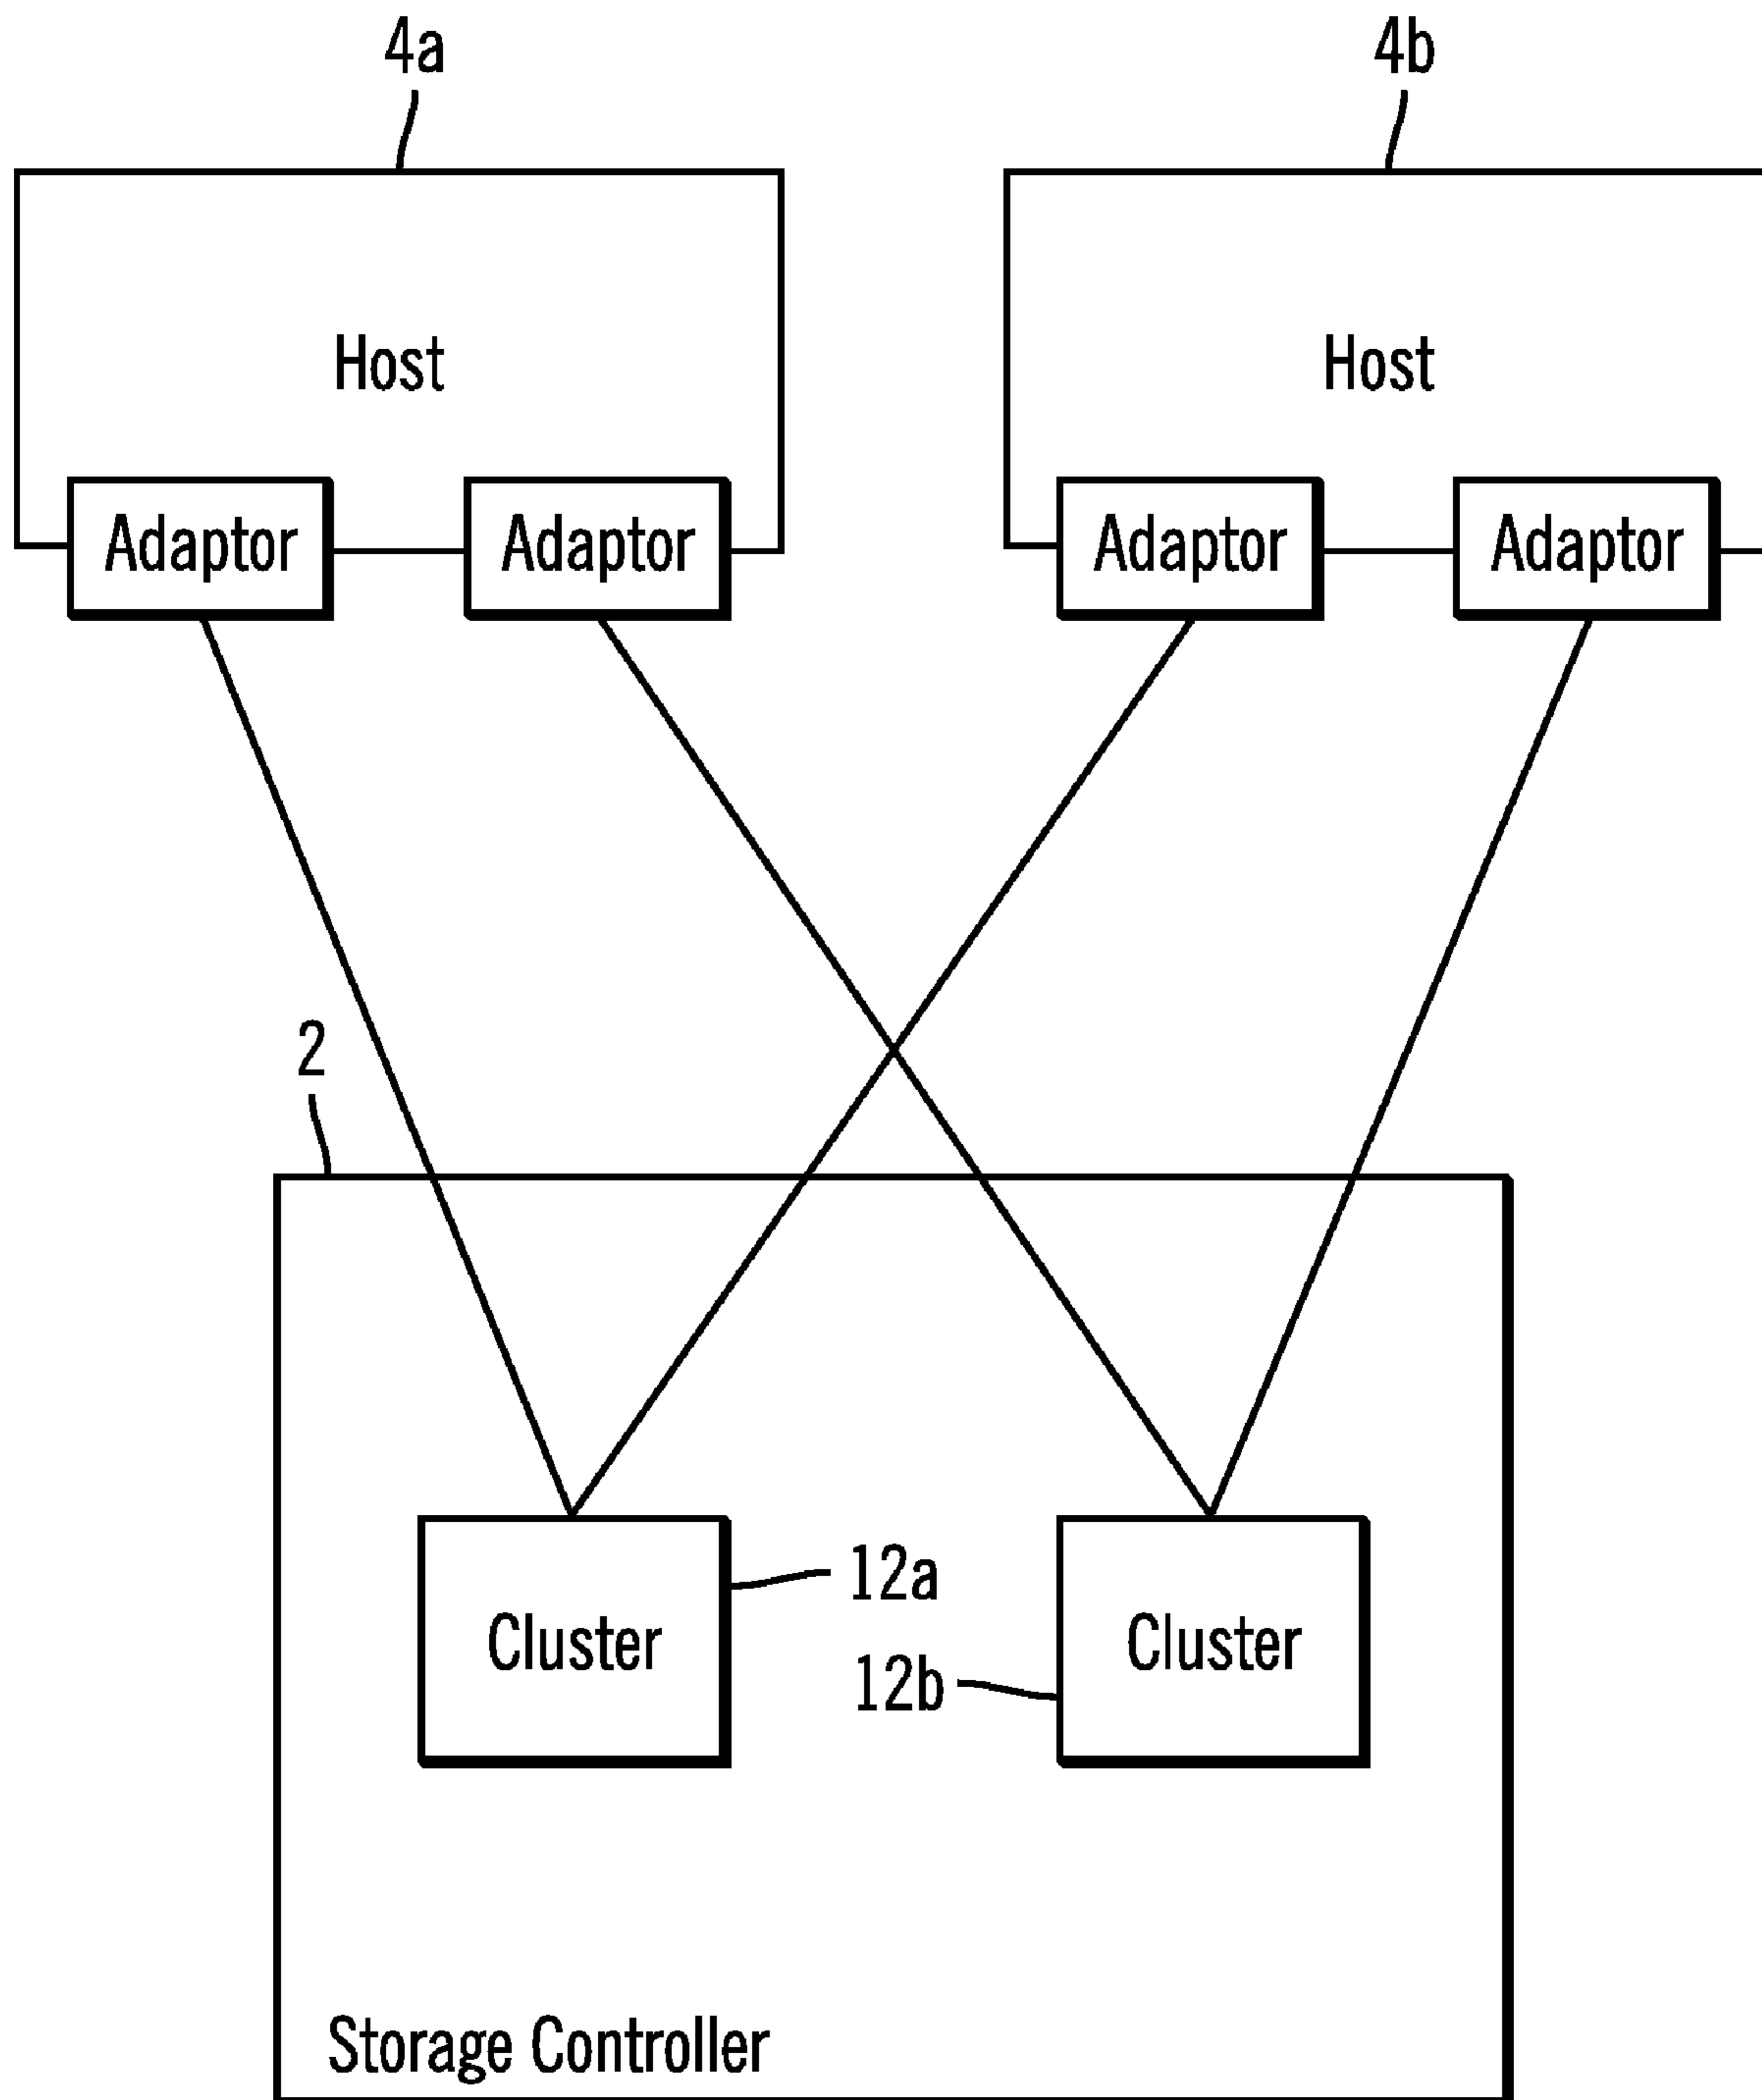 4a
4b
Host
Host
Adaptor
Adaptor
Adaptor
Adaptor
2
12a
Cluster
Cluster
12b
Storage Controller